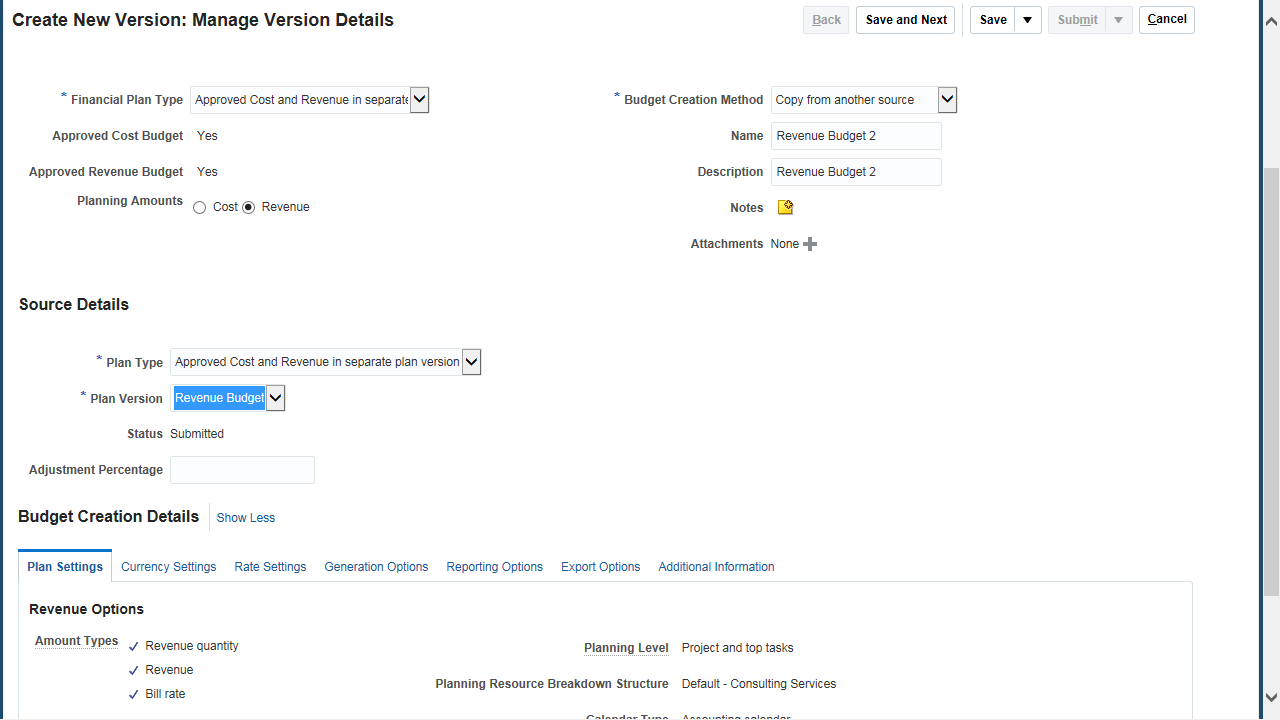 Create New Version: Manage Version Details
Back Save and Next Save Submit Cancel
* Financial Plan Type Approved Cost and Revenue in separate
Approved Cost Budget Yes
Approved Revenue Budget Yes
Planning Amounts Cost Revenue
* Budget Creation Method Copy from another source
Name Revenue Budget 2
Description Revenue Budget 2
Notes
Attachments None
Source Details
* Plan Type Approved Cost and Revenue in separate plan version
* Plan Version Revenue Budget
Status Submitted
Adjustment Percentage
Budget Creation Details Show Less
Plan Settings Currency Settings Rate Settings Generation Options Reporting Options Export Options Additional Information
Revenue Options
Amount Types Revenue quantity
Revenue
Bill rate
Planning Level Project and top tasks
Planning Resource Breakdown Structure Default - Consulting Services
Calendar Type Accounting calendar